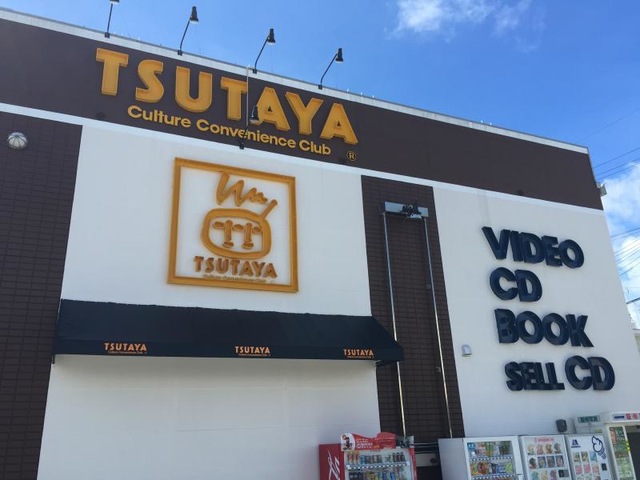 TSUTAYA
Culture Convenience Club
®
TSUTAYA
TSUTAYA
TSUTAYA
TSUTAYA
VIDEO
CD
BOOK
SELL CD